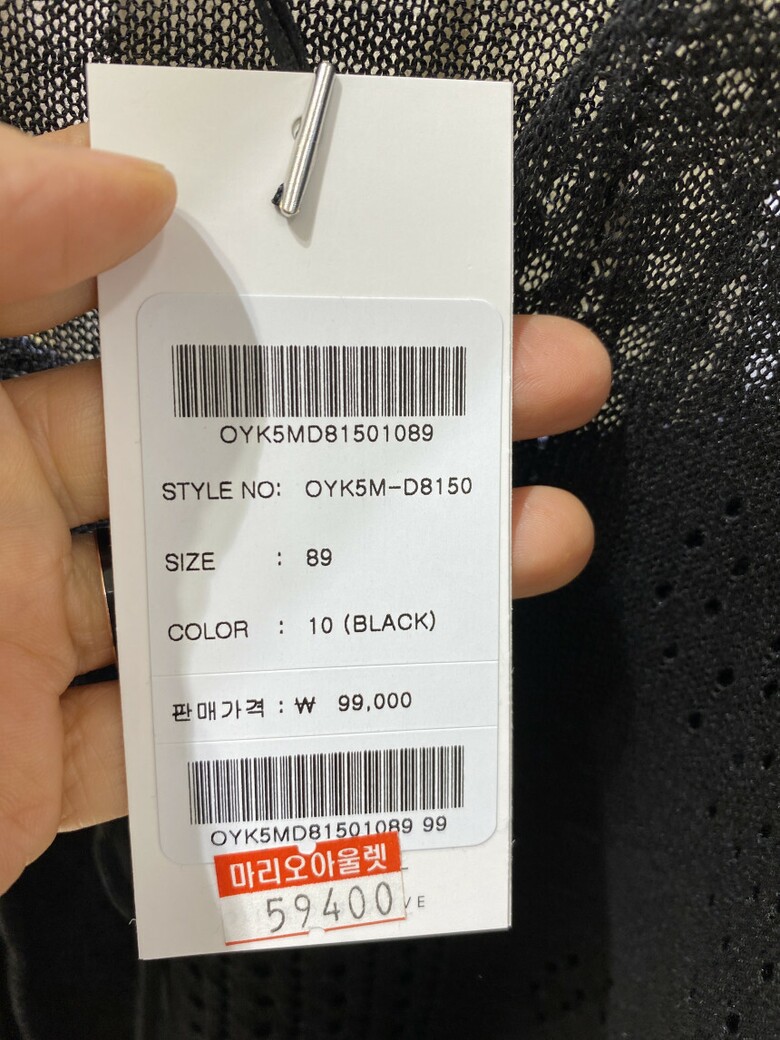 OYK5MD81501089
STYLE NO: OYK5M-D8150
SIZE : 89
COLOR : 10 (BLACK)
판매가격 : ₩ 99,000
OYK5MD81501089 99
마리오아울렛
59400